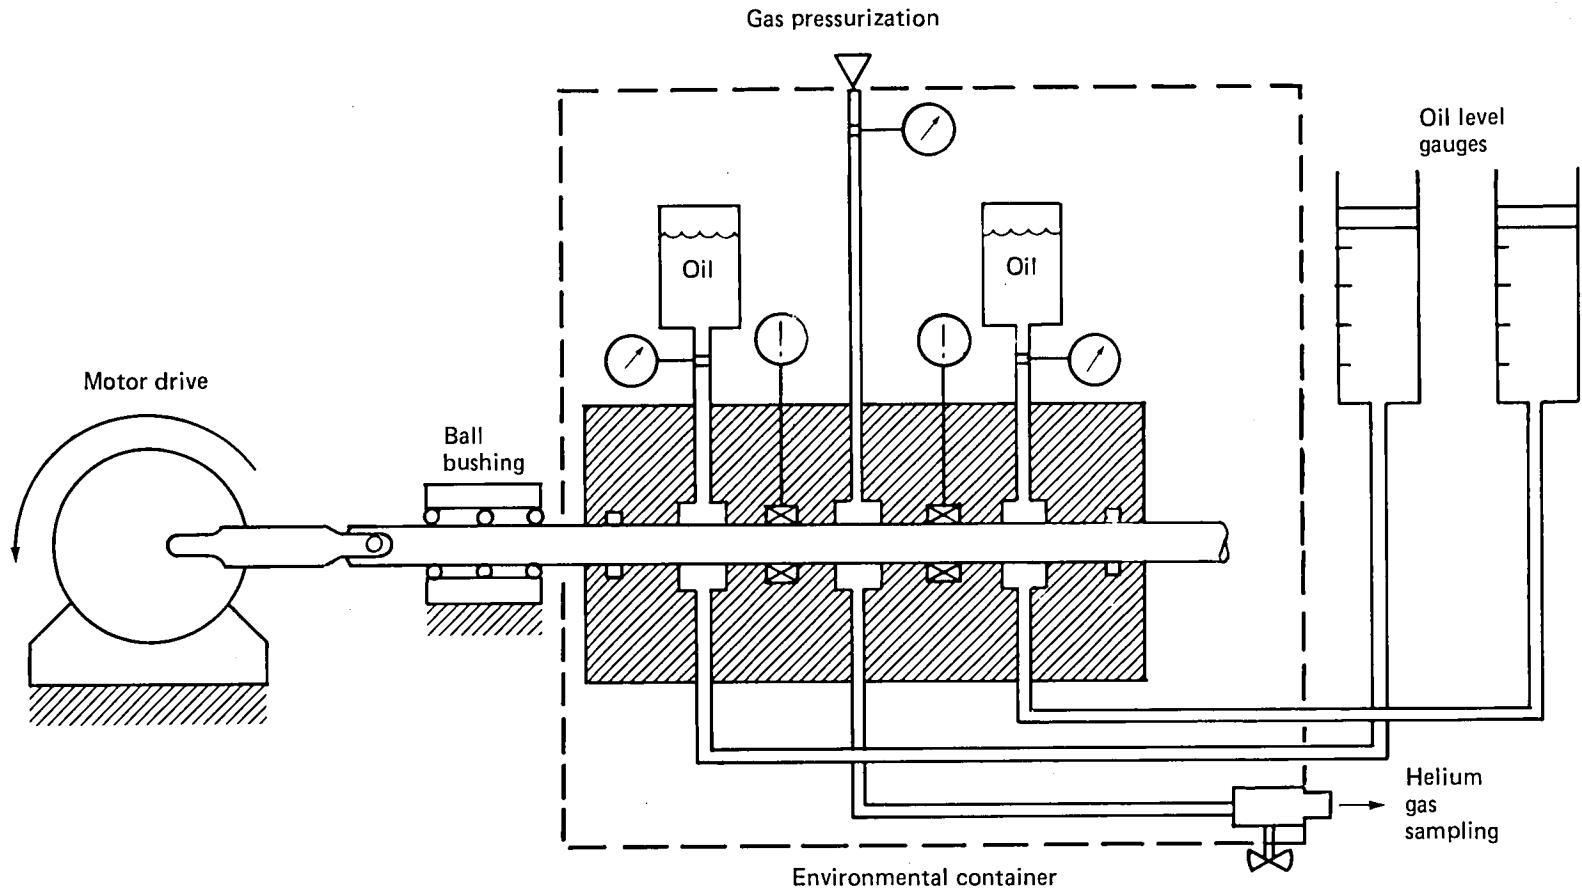 Gas pressurization
Oil level
gauges
Oil
Oil
Motor drive
Ball
bushing
Helium
gas
sampling
Environmental container